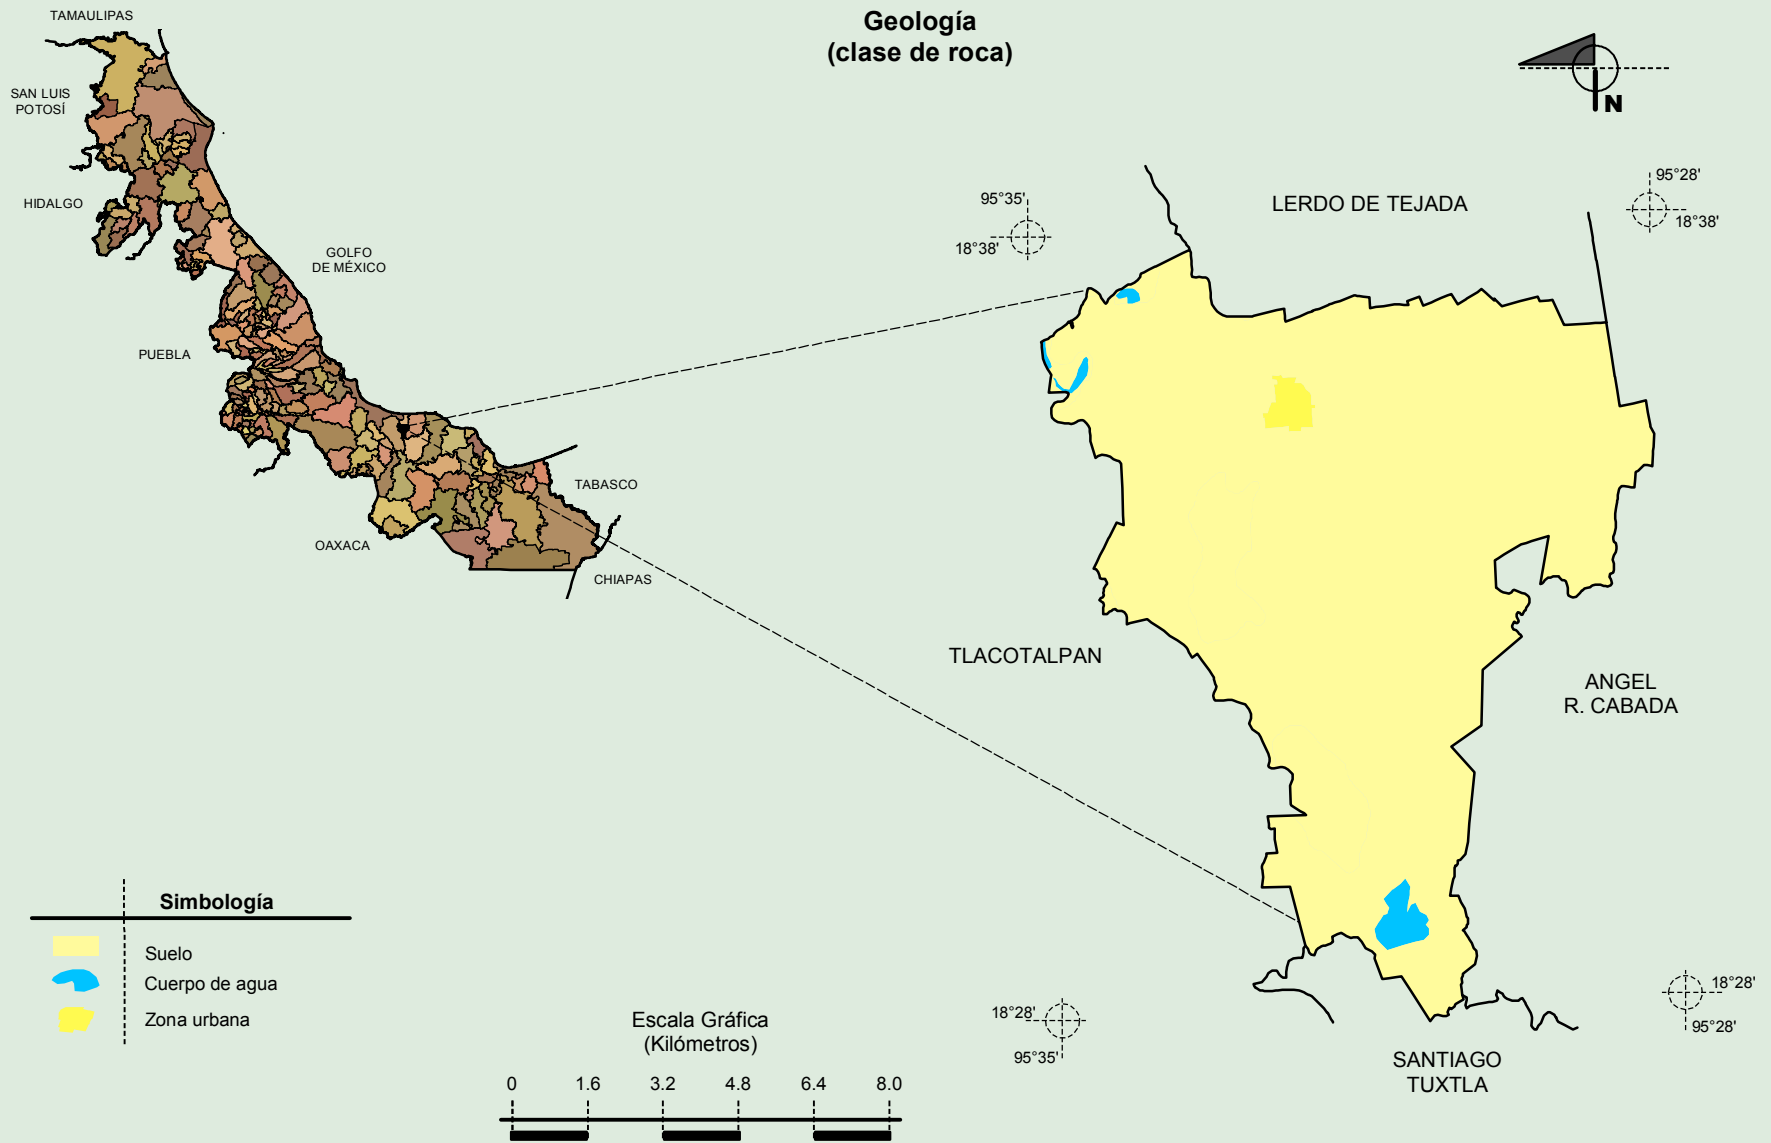 Geología
(clase de roca)
TAMAULIPAS
SAN LUIS
POTOSÍ
HIDALGO
GOLFO
DE MÉXICO
PUEBLA
TABASCO
OAXACA
CHIAPAS
N
95°35'
18°38'
LERDO DE TEJADA
95°28'
18°38'
TLACOTALPAN
ANGEL
R. CABADA
18°28'
95°35'
18°28'
95°28'
SANTIAGO
TUXTLA
Simbología
Suelo
Cuerpo de agua
Zona urbana
Escala Gráfica
(Kilómetros)
0 1.6 3.2 4.8 6.4 8.0